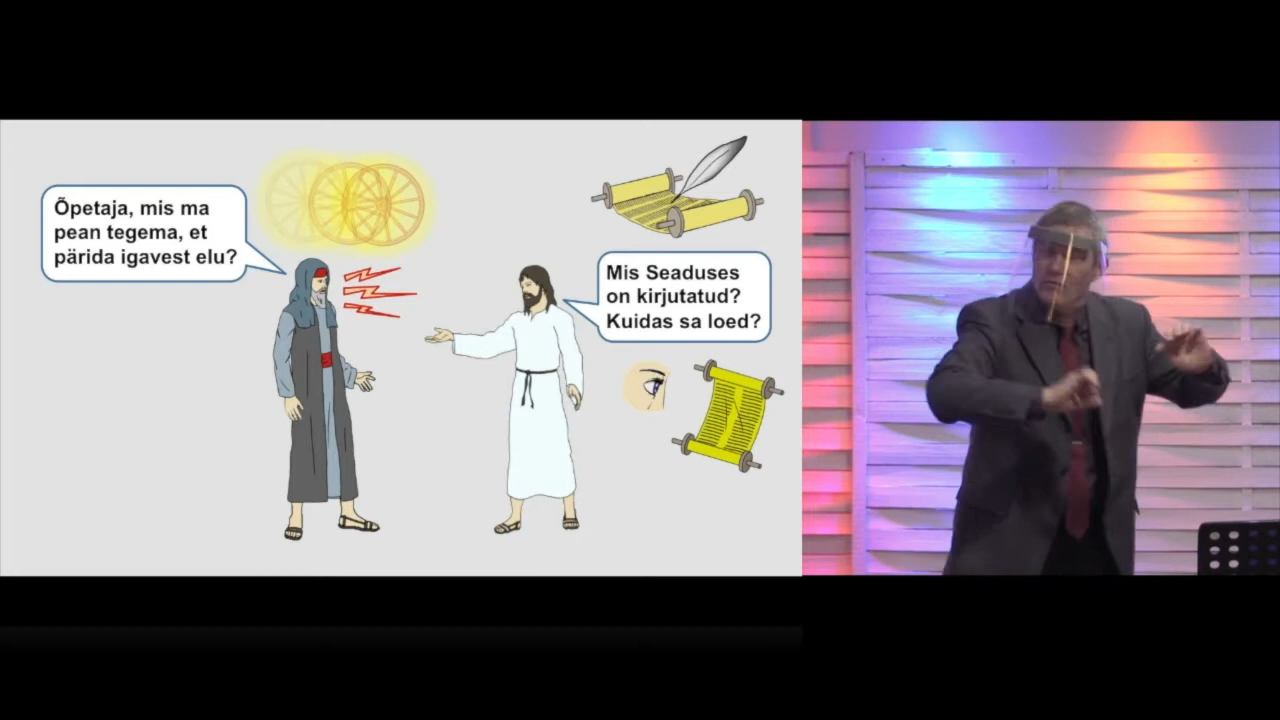 Õpetaja, mis ma
pean tegema, et
pärida igavest elu?
Mis Seaduses
on kirjutatud?
Kuidas sa loed?